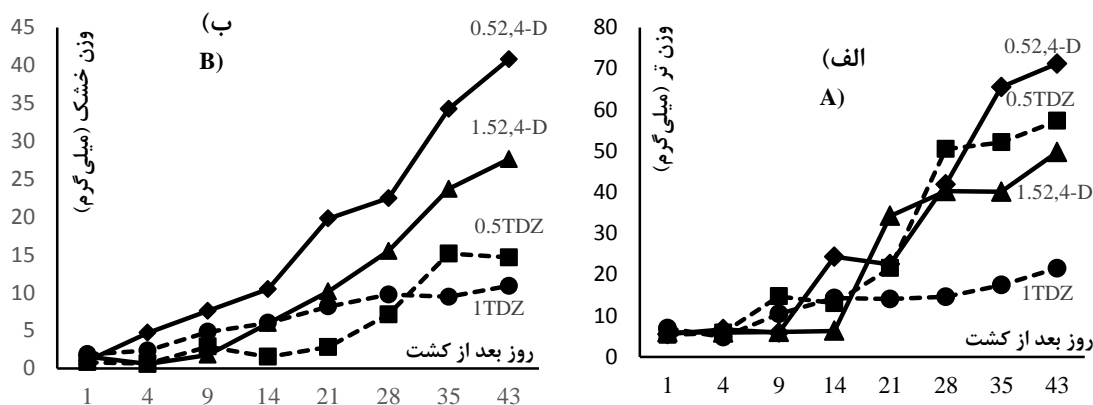 ب)
B)
وزن خشک (میلی‌گرم)
45
40
35
30
25
20
15
10
5
0
0.52,4-D
1.52,4-D
0.5TDZ
1TDZ
روز بعد از کشت
1 4 9 14 21 28 35 43
الف)
A)
وزن تر (میلی‌گرم)
80
70
60
50
40
30
20
10
0
0.52,4-D
0.5TDZ
1.52,4-D
1TDZ
روز بعد از کشت
1 4 9 14 21 28 35 43